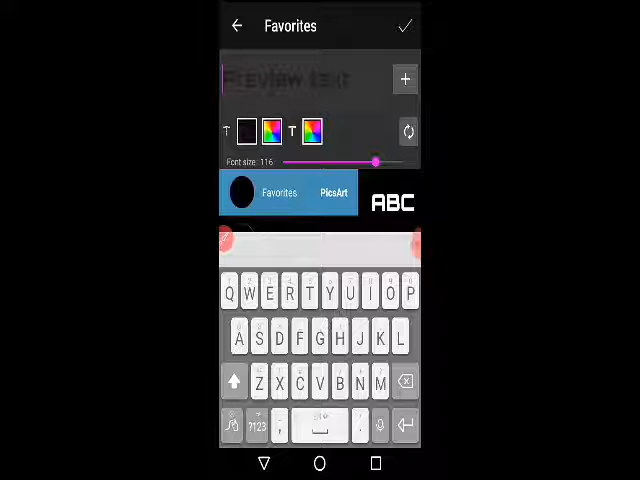 Favorites
Preview text
+
T T
Font size: 116
Favorites PicsArt ABC
Q W E R T Y U I O P
A S D F G H J K L
Z X C V B N M
?123 , .